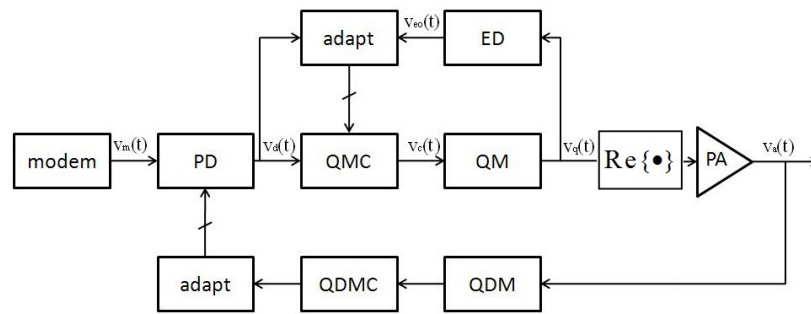 adapt
Veo(t)
ED
modem
Vm(t)
PD
Vd(t)
QMC
Vc(t)
QM
Vq(t)
Re{•}
PA
Va(t)
adapt
QDMC
QDM